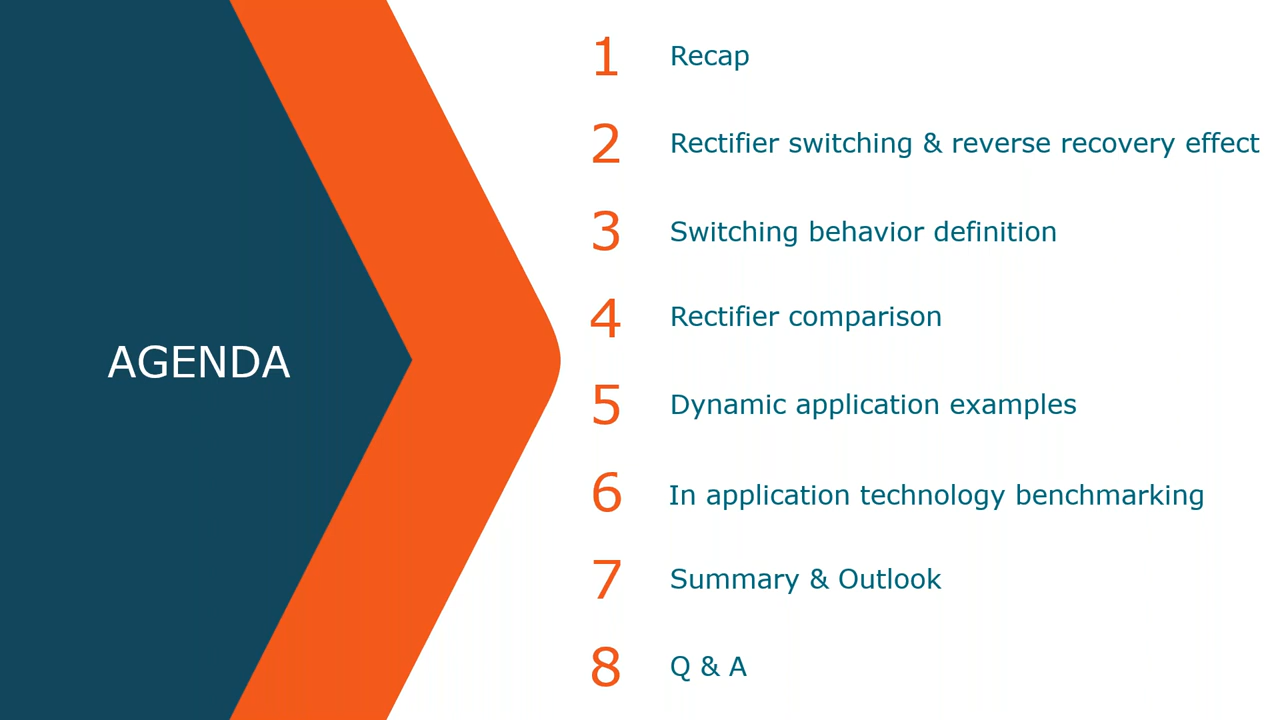 AGENDA
1 Recap
2 Rectifier switching & reverse recovery effect
3 Switching behavior definition
4 Rectifier comparison
5 Dynamic application examples
6 In application technology benchmarking
7 Summary & Outlook
8 Q & A